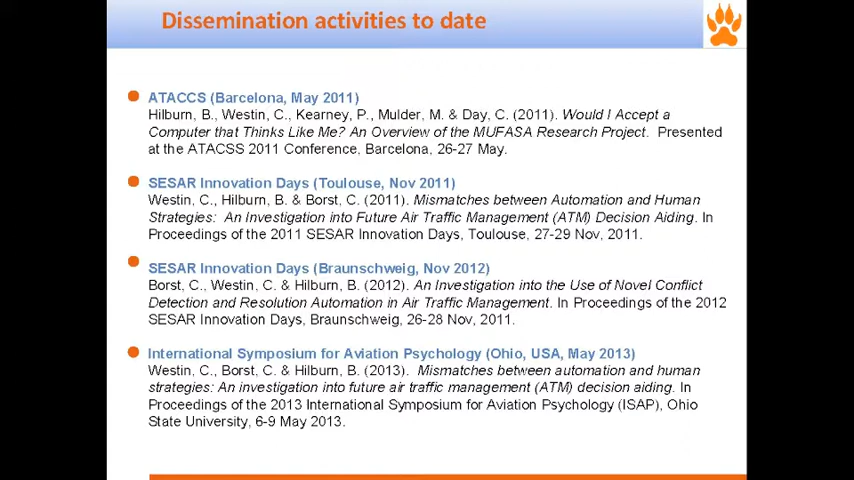 Dissemination activities to date
ATACCS (Barcelona, May 2011)
Hilburn, B., Westin, C., Kearney, P., Mulder, M. & Day, C. (2011). Would I Accept a
Computer that Thinks Like Me? An Overview of the MUFASA Research Project. Presented
at the ATACSS 2011 Conference, Barcelona, 26-27 May.
SESAR Innovation Days (Toulouse, Nov 2011)
Westin, C., Hilburn, B. & Borst, C. (2011). Mismatches between Automation and Human
Strategies: An Investigation into Future Air Traffic Management (ATM) Decision Aiding. In
Proceedings of the 2011 SESAR Innovation Days, Toulouse, 27-29 Nov, 2011.
SESAR Innovation Days (Braunschweig, Nov 2012)
Borst, C., Westin, C. & Hilburn, B. (2012). An Investigation into the Use of Novel Conflict
Detection and Resolution Automation in Air Traffic Management. In Proceedings of the 2012
SESAR Innovation Days, Braunschweig, 26-28 Nov, 2011.
International Symposium for Aviation Psychology (Ohio, USA, May 2013)
Westin, C., Borst, C. & Hilburn, B. (2013). Mismatches between automation and human
strategies: An investigation into future air traffic management (ATM) decision aiding. In
Proceedings of the 2013 International Symposium for Aviation Psychology (ISAP), Ohio
State University, 6-9 May 2013.